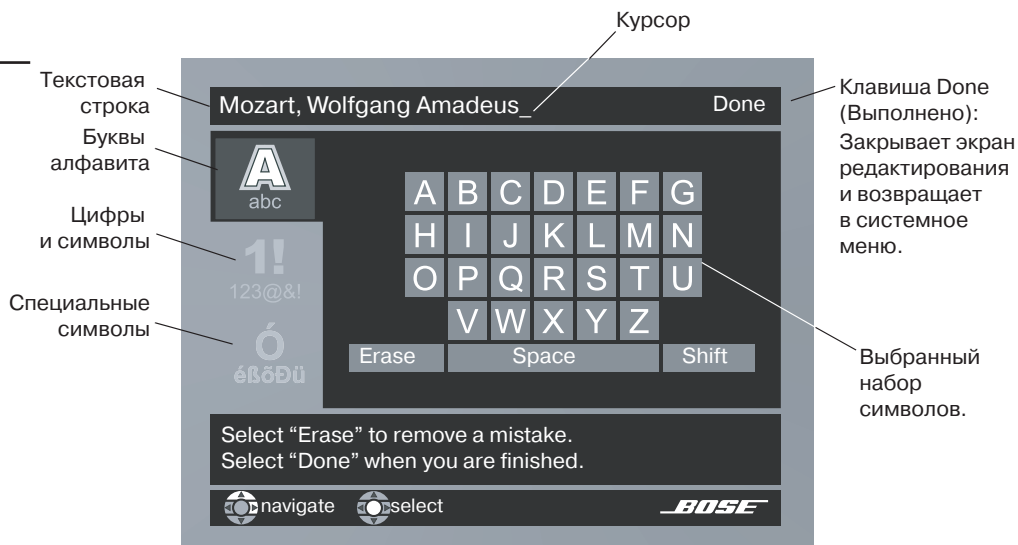 Курсор
Текстовая
строка
Mozart, Wolfgang Amadeus_
Done
Клавиша Done
(Выполнено):
Закрывает экран
редактирования
и возвращает
в системное
меню.
Буквы
алфавита
A
abc
Цифры
и символы
1!
123@&!
Специальные
символы
Ó
éßõÐü
A B C D E F G
H I J K L M N
O P Q R S T U
V W X Y Z
Erase Space Shift
Выбранный
набор
символов.
Select “Erase” to remove a mistake.
Select “Done” when you are finished.
navigate select
BOSE